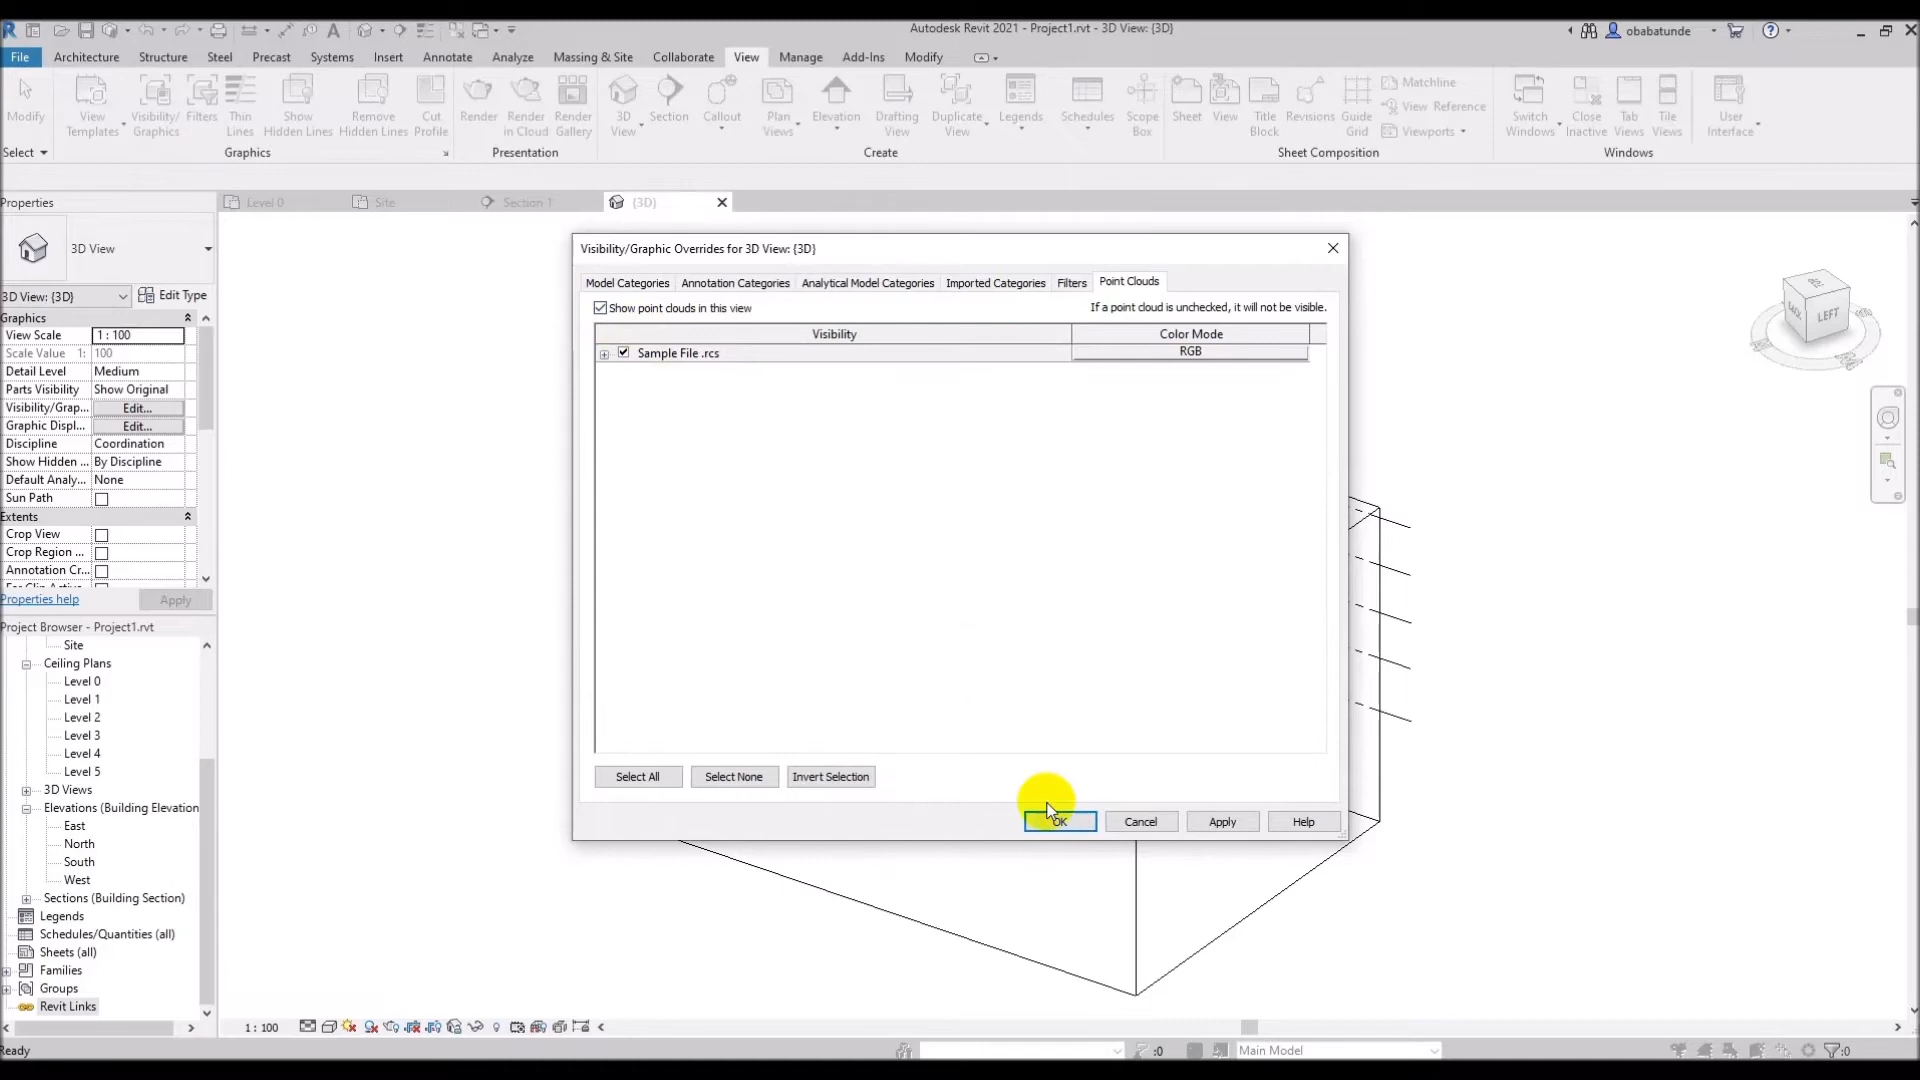 Autodesk Revit 2021 - Project1.rvt - 3D View: {3D}
obabatunde
File Architecture Structure Steel Precast Systems Insert Annotate Analyze Massing & Site Collaborate View Manage Add-Ins Modify
Modify
View Templates
Visibility/ Graphics
Filters
Thin Lines
Show Hidden Lines
Remove Hidden Lines
Cut Profile
Render
Render in Cloud
Render Gallery
3D View
Section
Callout
Plan Views
Elevation
Drafting View
Duplicate View
Legends
Schedules
Scope Box
Sheet
View
Title Block
Revisions
Guide Grid
Matchline
View Reference
Viewports
Switch Windows
Close Inactive
Tab Views
Tile Views
User Interface
Select Graphics Presentation Create Sheet Composition Windows
Properties
Level 0 Site Section 1 {3D}
3D View
3D View: {3D} Edit Type
Graphics
View Scale 1 : 100
Scale Value 1: 100
Detail Level Medium
Parts Visibility Show Original
Visibility/Grap... Edit...
Graphic Displ... Edit...
Discipline Coordination
Show Hidden ... By Discipline
Default Analy... None
Sun Path
Extents
Crop View
Crop Region ...
Annotation Cr...
Properties help Apply
Project Browser - Project1.rvt
Site
Ceiling Plans
Level 0
Level 1
Level 2
Level 3
Level 4
Level 5
3D Views
Elevations (Building Elevation
East
North
South
West
Sections (Building Section)
Legends
Schedules/Quantities (all)
Sheets (all)
Families
Groups
Revit Links
Visibility/Graphic Overrides for 3D View: {3D}
Model Categories Annotation Categories Analytical Model Categories Imported Categories Filters Point Clouds
Show point clouds in this view If a point cloud is unchecked, it will not be visible.
Visibility Color Mode
Sample File .rcs RGB
Select All Select None Invert Selection
OK Cancel Apply Help
LEFT
BACK
1 : 100
Ready :0 Main Model :0